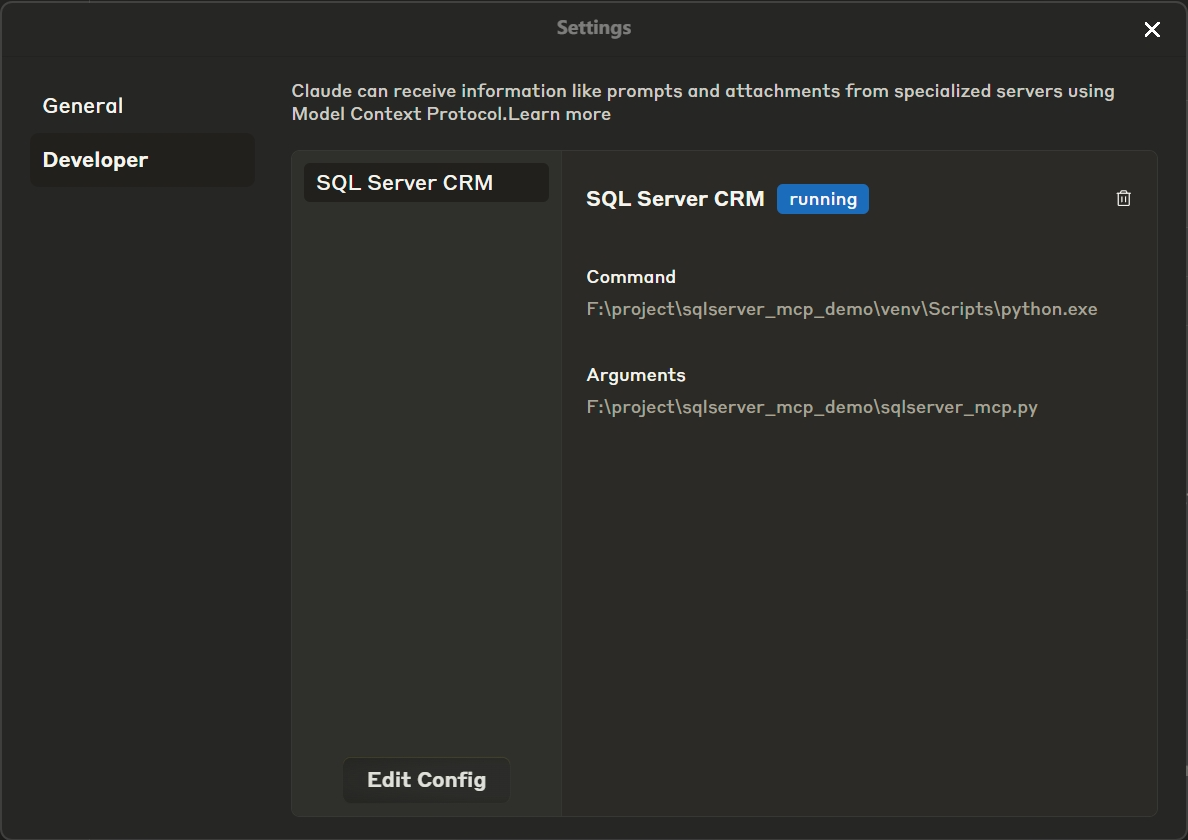 Settings
General
Developer
Claude can receive information like prompts and attachments from specialized servers using
Model Context Protocol.Learn more
SQL Server CRM
Edit Config
SQL Server CRM running
Command
F:\project\sqlserver_mcp_demo\venv\Scripts\python.exe
Arguments
F:\project\sqlserver_mcp_demo\sqlserver_mcp.py